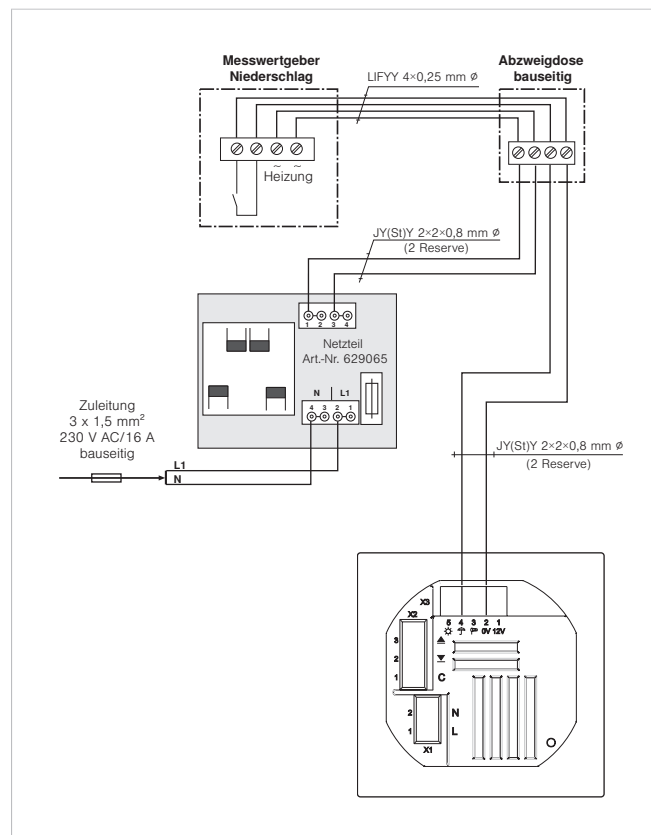 Messwertgeber
Niederschlag
Abzweigdose
bauseitig
LIFYY 4×0,25 mm ø
~ ~
Heizung
JY(St)Y 2×2×0,8 mm ø
(2 Reserve)
1 2 3 4
Netzteil
Art.-Nr. 629065
N L1
4 3 2 1
Zuleitung
3 x 1,5 mm²
230 V AC/16 A
bauseitig
L1
N
JY(St)Y 2×2×0,8 mm ø
(2 Reserve)
X3
X2
5 4 3 2 1
0V 12V
3
2
1 C
2 N
1 L
X1